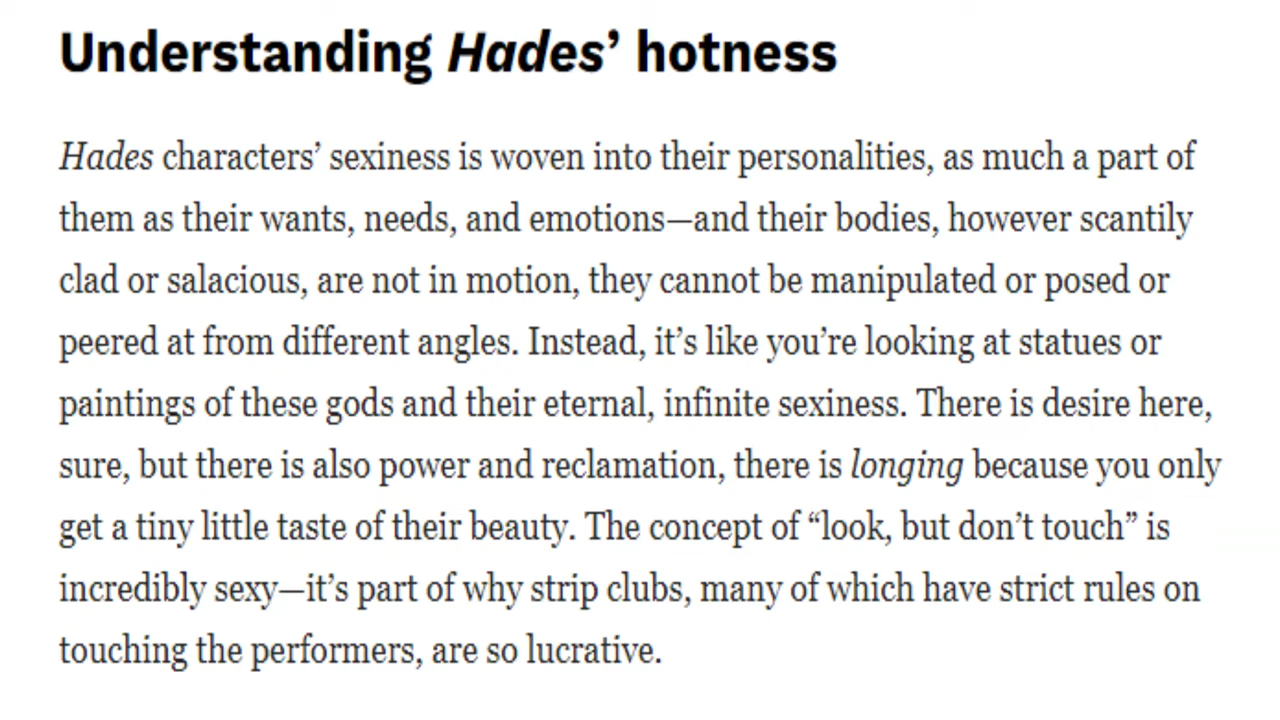 Understanding Hades’ hotness
Hades characters’ sexiness is woven into their personalities, as much a part of
them as their wants, needs, and emotions—and their bodies, however scantily
clad or salacious, are not in motion, they cannot be manipulated or posed or
peered at from different angles. Instead, it’s like you’re looking at statues or
paintings of these gods and their eternal, infinite sexiness. There is desire here,
sure, but there is also power and reclamation, there is longing because you only
get a tiny little taste of their beauty. The concept of “look, but don’t touch” is
incredibly sexy—it’s part of why strip clubs, many of which have strict rules on
touching the performers, are so lucrative.